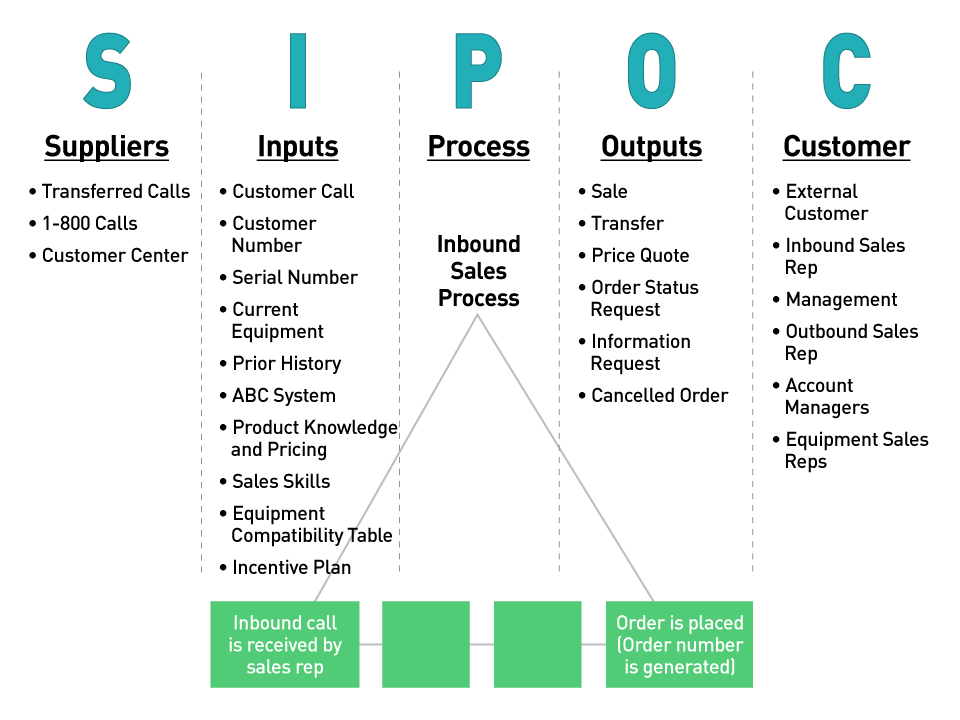 S
I
P
O
C
Suppliers
• Transferred Calls
• 1-800 Calls
• Customer Center
Inputs
• Customer Call
• Customer
Number
• Serial Number
• Current
Equipment
• Prior History
• ABC System
• Product Knowledge
and Pricing
• Sales Skills
• Equipment
Compatibility Table
• Incentive Plan
Process
Inbound
Sales
Process
Outputs
• Sale
• Transfer
• Price Quote
• Order Status
Request
• Information
Request
• Cancelled Order
Customer
• External
Customer
• Inbound Sales
Rep
• Management
• Outbound Sales
Rep
• Account
Managers
• Equipment Sales
Reps
Inbound call
is received by
sales rep
Order is placed
(Order number
is generated)